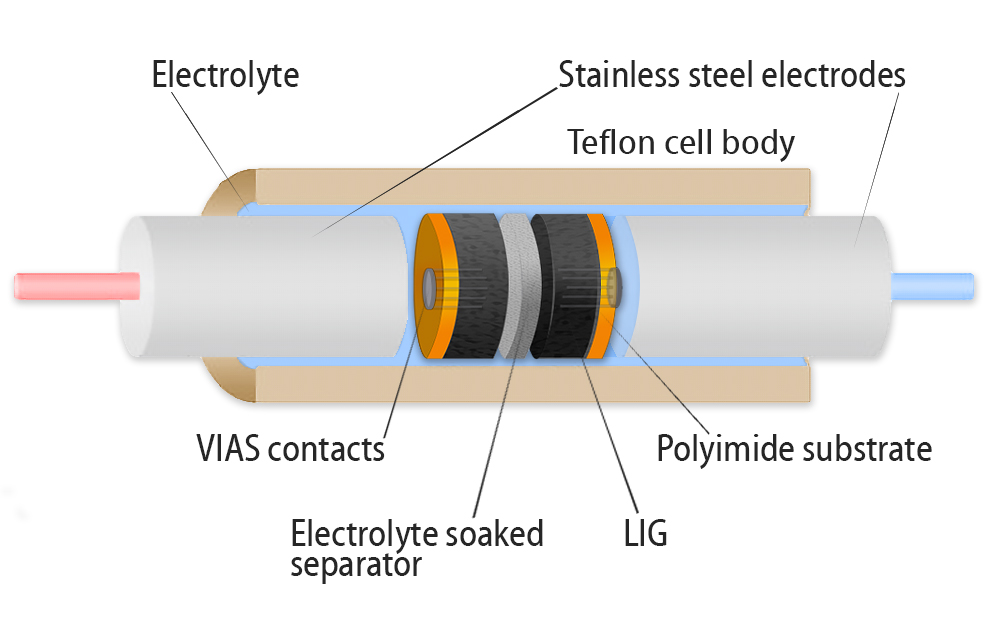 Electrolyte
Stainless steel electrodes
Teflon cell body
VIAS contacts
Polyimide substrate
Electrolyte soaked
separator
LIG